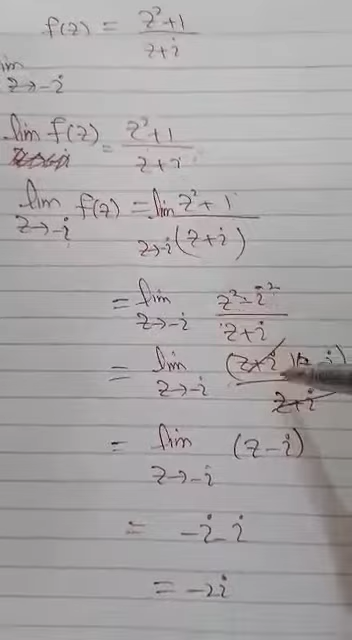 f(z) = z²+1 / z+i
lim z→-i
lim f(z) = z²+1 / z+i
lim z→-i f(z) = lim z→i z²+1 / (z+i)
= lim z→-i z²-i² / z+i
= lim z→-i (z+i)(z-i) / z+i
= lim z→-i (z-i)
= -i-i
= -2i